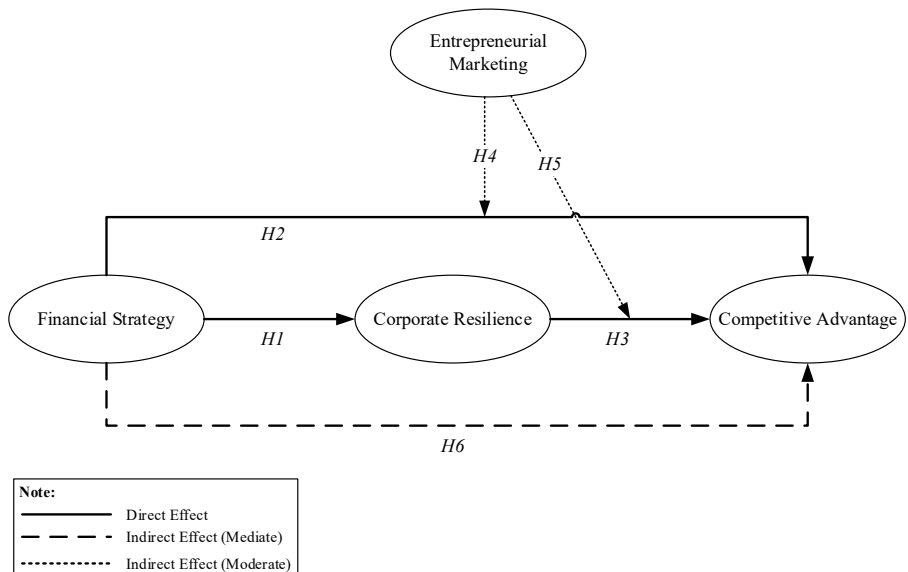 Entrepreneurial
Marketing
H4
H5
H2
Financial Strategy
Corporate Resilience
Competitive Advantage
H1
H3
H6
Note:
Direct Effect
Indirect Effect (Mediate)
Indirect Effect (Moderate)